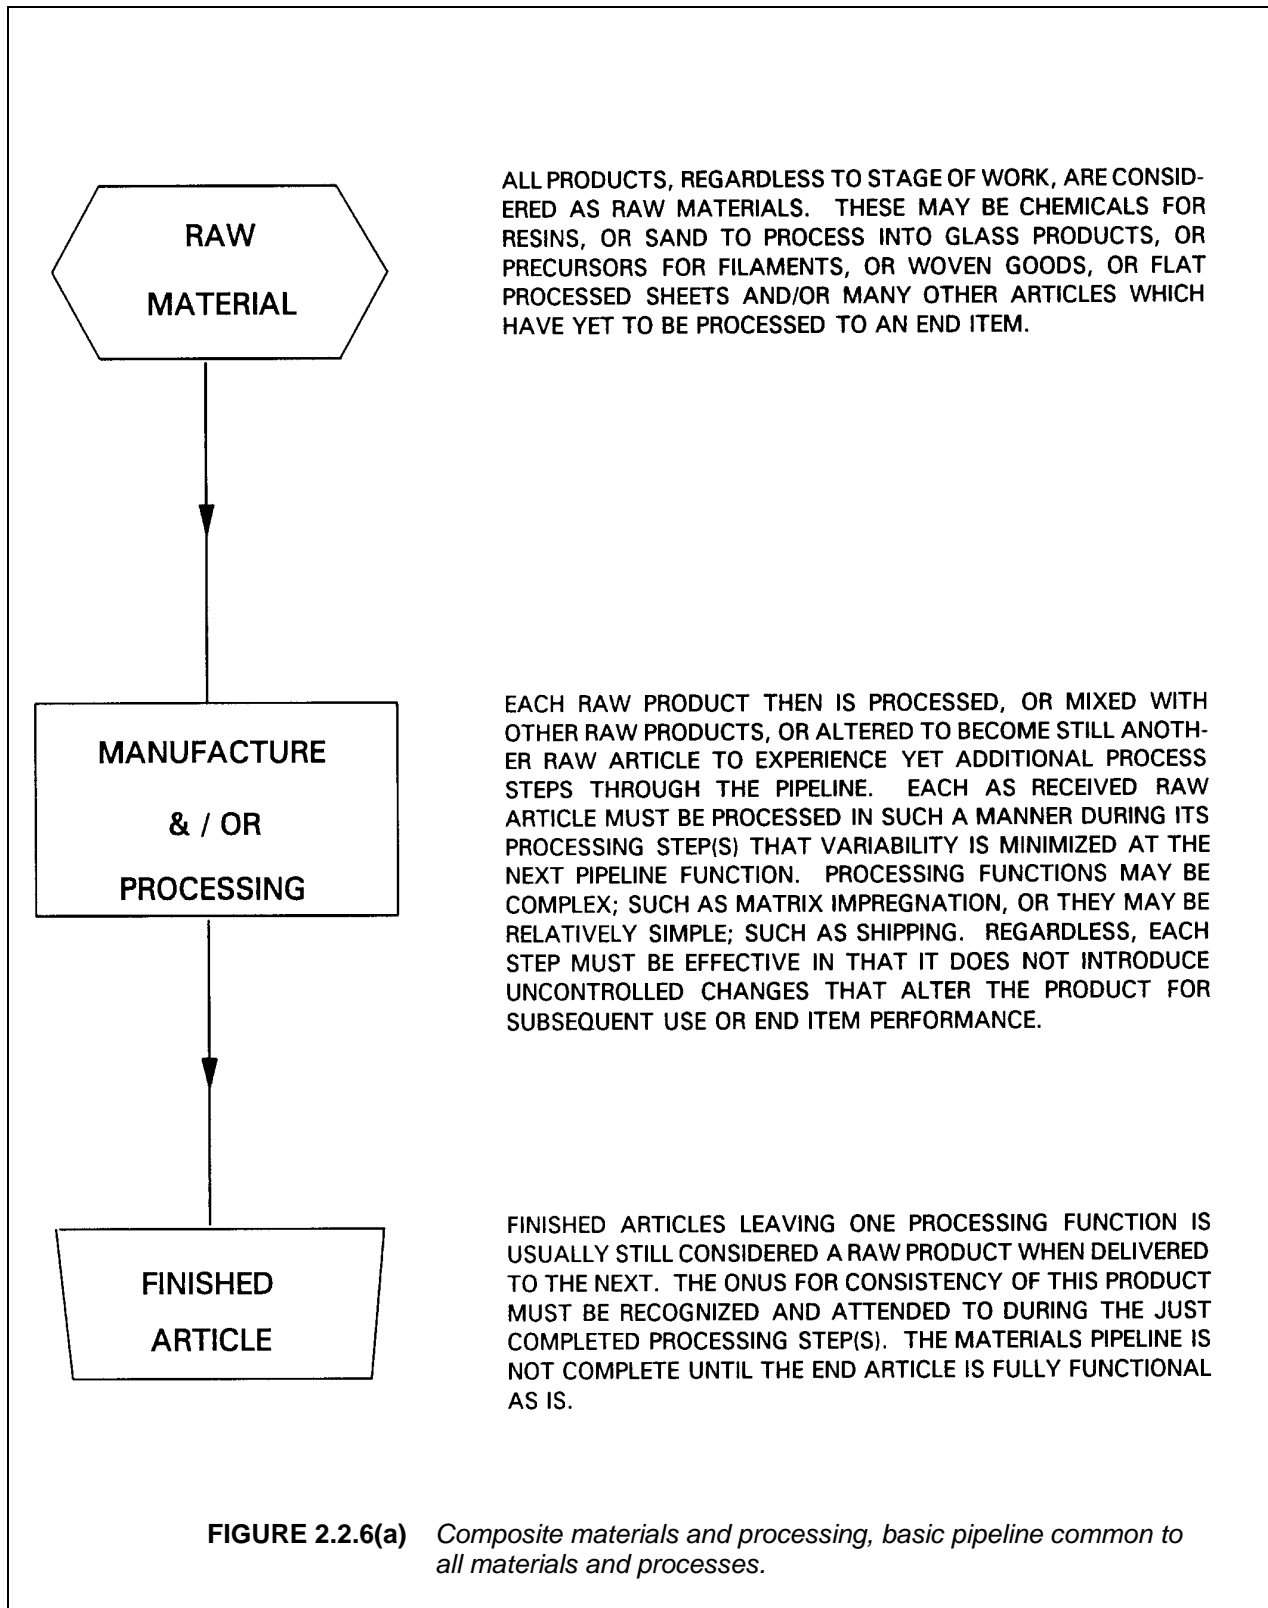 RAW
MATERIAL
ALL PRODUCTS, REGARDLESS TO STAGE OF WORK, ARE CONSID-
ERED AS RAW MATERIALS. THESE MAY BE CHEMICALS FOR
RESINS, OR SAND TO PROCESS INTO GLASS PRODUCTS, OR
PRECURSORS FOR FILAMENTS, OR WOVEN GOODS, OR FLAT
PROCESSED SHEETS AND/OR MANY OTHER ARTICLES WHICH
HAVE YET TO BE PROCESSED TO AN END ITEM.
MANUFACTURE
& / OR
PROCESSING
EACH RAW PRODUCT THEN IS PROCESSED, OR MIXED WITH
OTHER RAW PRODUCTS, OR ALTERED TO BECOME STILL ANOTH-
ER RAW ARTICLE TO EXPERIENCE YET ADDITIONAL PROCESS
STEPS THROUGH THE PIPELINE. EACH AS RECEIVED RAW
ARTICLE MUST BE PROCESSED IN SUCH A MANNER DURING ITS
PROCESSING STEP(S) THAT VARIABILITY IS MINIMIZED AT THE
NEXT PIPELINE FUNCTION. PROCESSING FUNCTIONS MAY BE
COMPLEX; SUCH AS MATRIX IMPREGNATION, OR THEY MAY BE
RELATIVELY SIMPLE; SUCH AS SHIPPING. REGARDLESS, EACH
STEP MUST BE EFFECTIVE IN THAT IT DOES NOT INTRODUCE
UNCONTROLLED CHANGES THAT ALTER THE PRODUCT FOR
SUBSEQUENT USE OR END ITEM PERFORMANCE.
FINISHED
ARTICLE
FINISHED ARTICLES LEAVING ONE PROCESSING FUNCTION IS
USUALLY STILL CONSIDERED A RAW PRODUCT WHEN DELIVERED
TO THE NEXT. THE ONUS FOR CONSISTENCY OF THIS PRODUCT
MUST BE RECOGNIZED AND ATTENDED TO DURING THE JUST
COMPLETED PROCESSING STEP(S). THE MATERIALS PIPELINE IS
NOT COMPLETE UNTIL THE END ARTICLE IS FULLY FUNCTIONAL
AS IS.
FIGURE 2.2.6(a) Composite materials and processing, basic pipeline common to
all materials and processes.